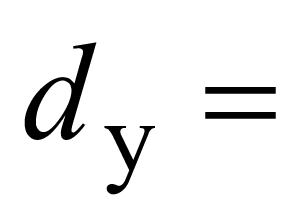 d_y =